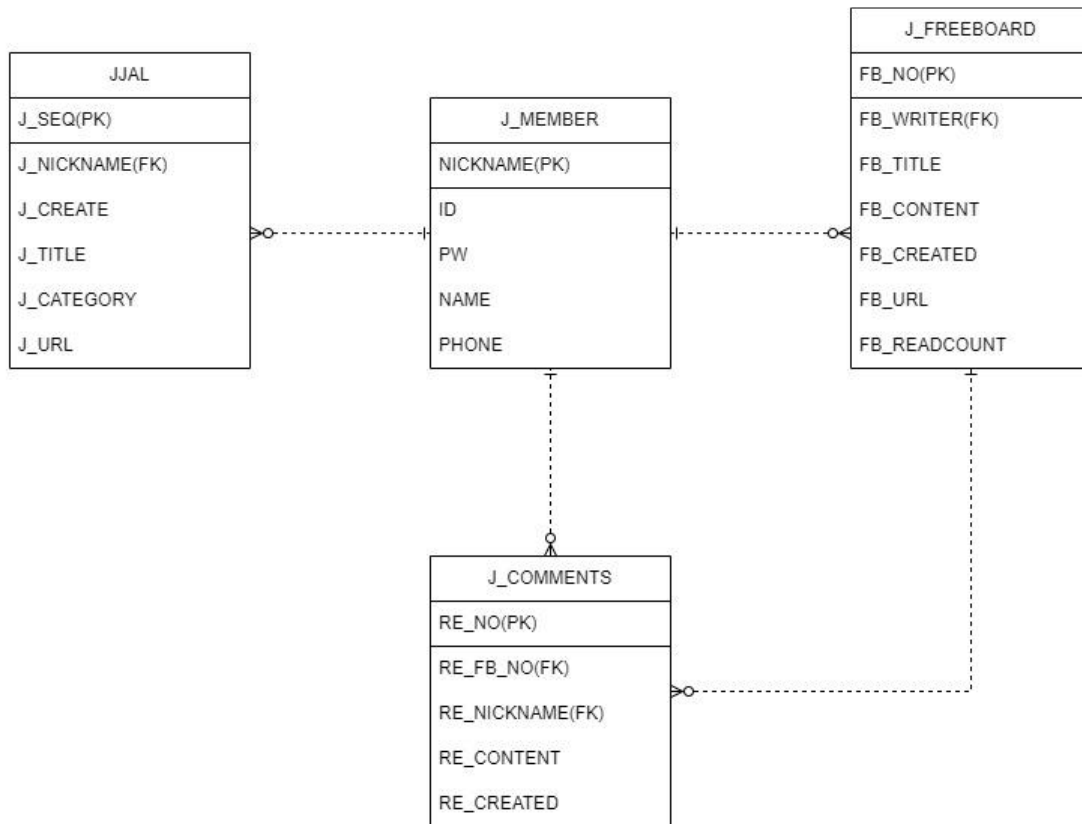 JJAL
J_SEQ(PK)
J_NICKNAME(FK)
J_CREATE
J_TITLE
J_CATEGORY
J_URL
J_MEMBER
NICKNAME(PK)
ID
PW
NAME
PHONE
J_FREEBOARD
FB_NO(PK)
FB_WRITER(FK)
FB_TITLE
FB_CONTENT
FB_CREATED
FB_URL
FB_READCOUNT
J_COMMENTS
RE_NO(PK)
RE_FB_NO(FK)
RE_NICKNAME(FK)
RE_CONTENT
RE_CREATED